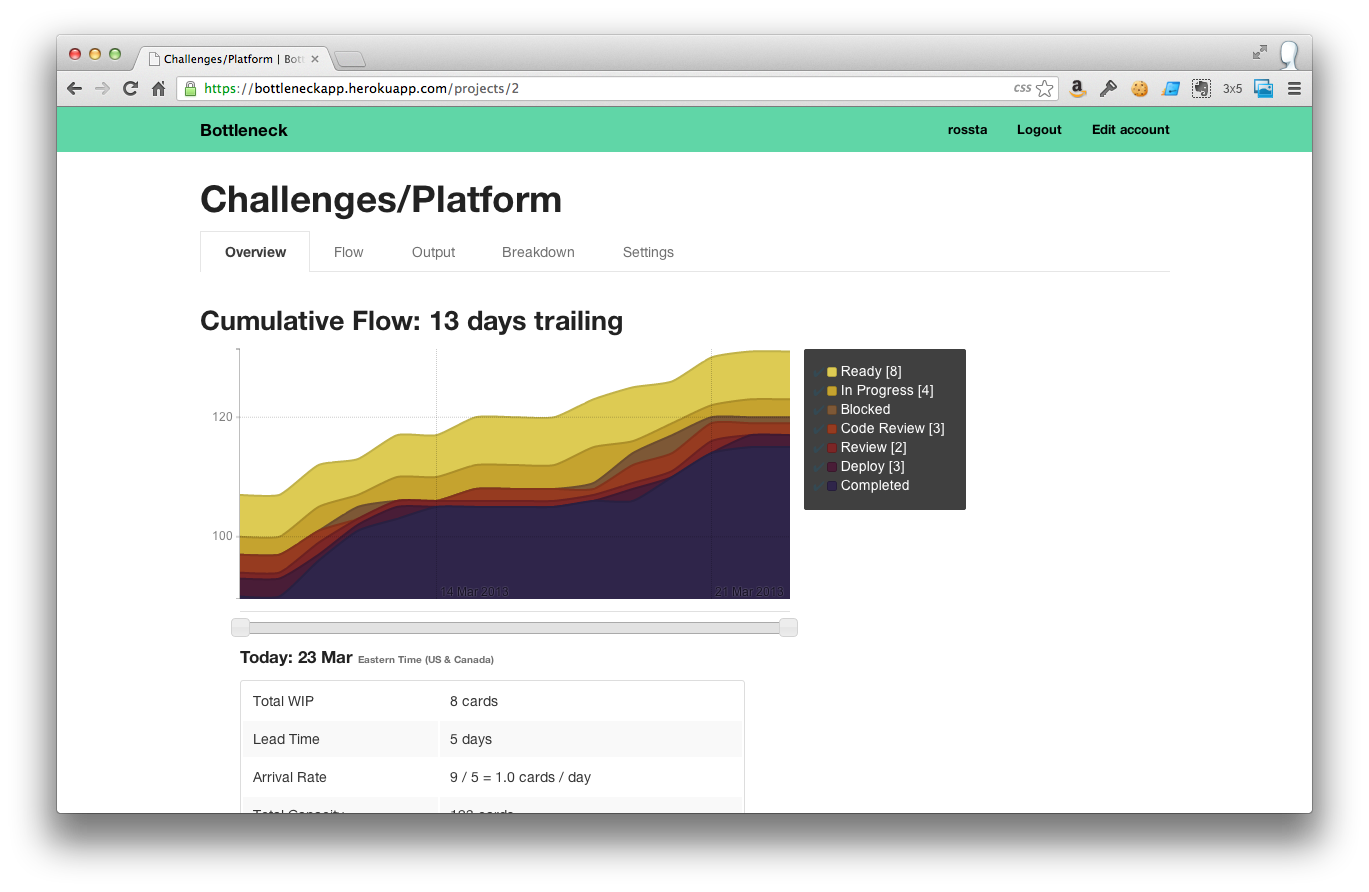 Challenges/Platform | Bott
https://bottleneckapp.herokuapp.com/projects/2
CSS
3x5
Bottleneck
rossta Logout Edit account
Challenges/Platform
Overview Flow Output Breakdown Settings
Cumulative Flow: 13 days trailing
120
100
14 Mar 2013
21 Mar 2013
Ready [8]
In Progress [4]
Blocked
Code Review [3]
Review [2]
Deploy [3]
Completed
Today: 23 Mar Eastern Time (US & Canada)
Total WIP 8 cards
Lead Time 5 days
Arrival Rate 9 / 5 = 1.0 cards / day
Total Capacity